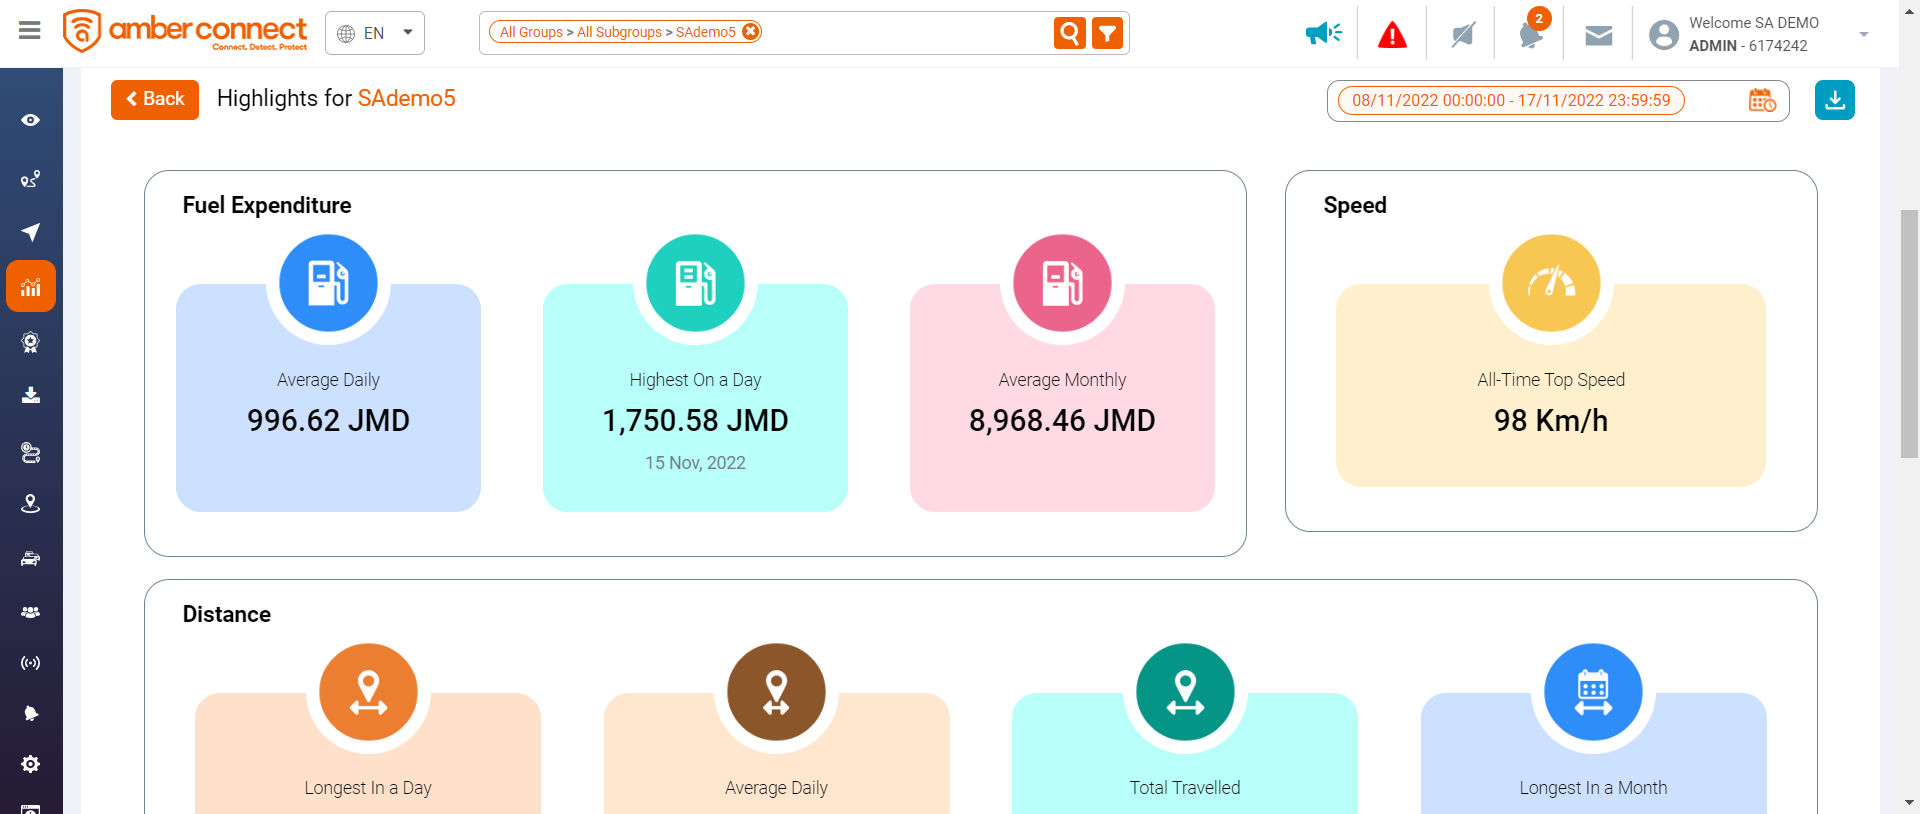 amber connect
Connect. Detect. Protect
EN
All Groups > All Subgroups > SAdemo5
2
Welcome SA DEMO
ADMIN - 6174242
Back
Highlights for SAdemo5
08/11/2022 00:00:00 - 17/11/2022 23:59:59
Fuel Expenditure
Average Daily
996.62 JMD
Highest On a Day
1,750.58 JMD
15 Nov, 2022
Average Monthly
8,968.46 JMD
Speed
All-Time Top Speed
98 Km/h
Distance
Longest In a Day
Average Daily
Total Travelled
Longest In a Month